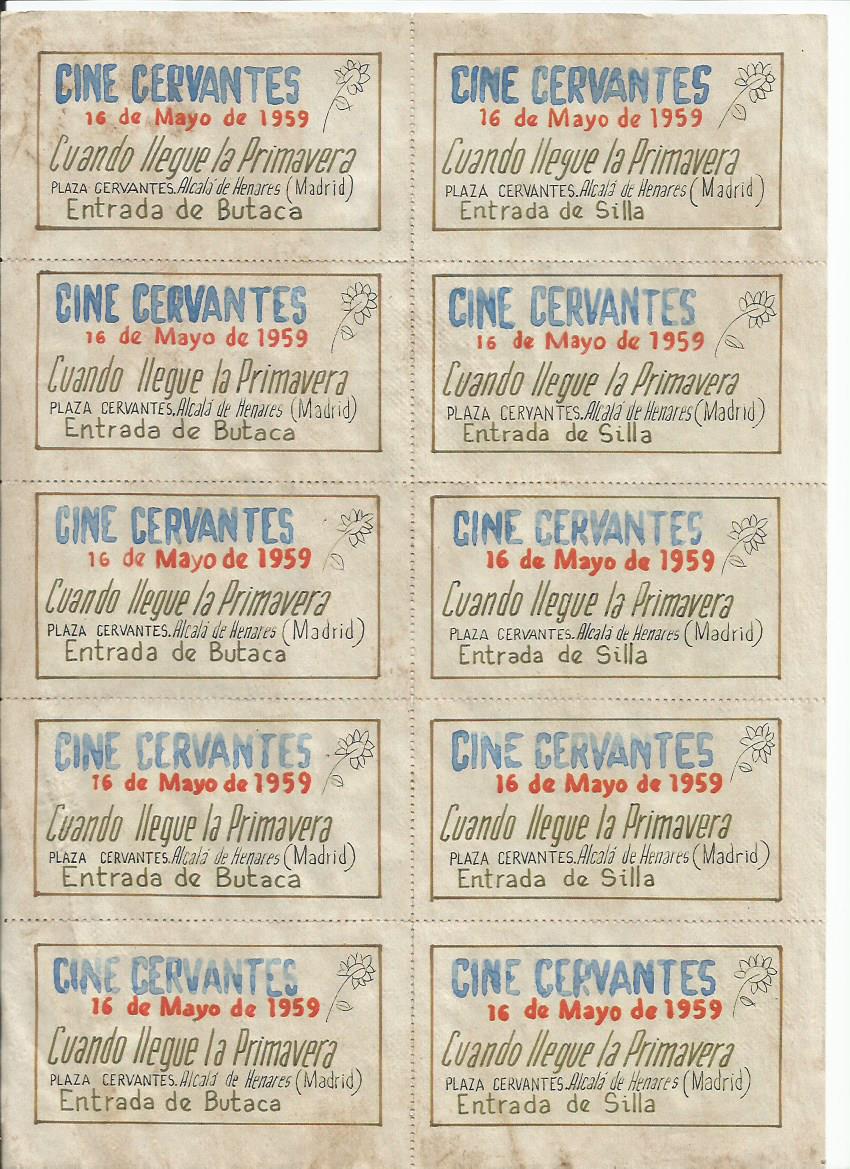 CINE CERVANTES
16 de Mayo de 1959
Cuando llegue la Primavera
PLAZA CERVANTES. Alcalá de Henares (Madrid)
Entrada de Butaca
CINE CERVANTES
16 de Mayo de 1959
Cuando llegue la Primavera
PLAZA CERVANTES. Alcalá de Henares (Madrid)
Entrada de Silla
CINE CERVANTES
16 de Mayo de 1959
Cuando llegue la Primavera
PLAZA CERVANTES. Alcalá de Henares (Madrid)
Entrada de Butaca
CINE CERVANTES
16 de Mayo de 1959
Cuando llegue la Primavera
PLAZA CERVANTES. Alcalá de Henares (Madrid)
Entrada de Silla
CINE CERVANTES
16 de Mayo de 1959
Cuando llegue la Primavera
PLAZA CERVANTES. Alcalá de Henares (Madrid)
Entrada de Butaca
CINE CERVANTES
16 de Mayo de 1959
Cuando llegue la Primavera
PLAZA CERVANTES. Alcalá de Henares (Madrid)
Entrada de Silla
CINE CERVANTES
16 de Mayo de 1959
Cuando llegue la Primavera
PLAZA CERVANTES. Alcalá de Henares (Madrid)
Entrada de Butaca
CINE CERVANTES
16 de Mayo de 1959
Cuando llegue la Primavera
PLAZA CERVANTES. Alcalá de Henares (Madrid)
Entrada de Silla
CINE CERVANTES
16 de Mayo de 1959
Cuando llegue la Primavera
PLAZA CERVANTES. Alcalá de Henares (Madrid)
Entrada de Butaca
CINE CERVANTES
16 de Mayo de 1959
Cuando llegue la Primavera
PLAZA CERVANTES. Alcalá de Henares (Madrid)
Entrada de Silla